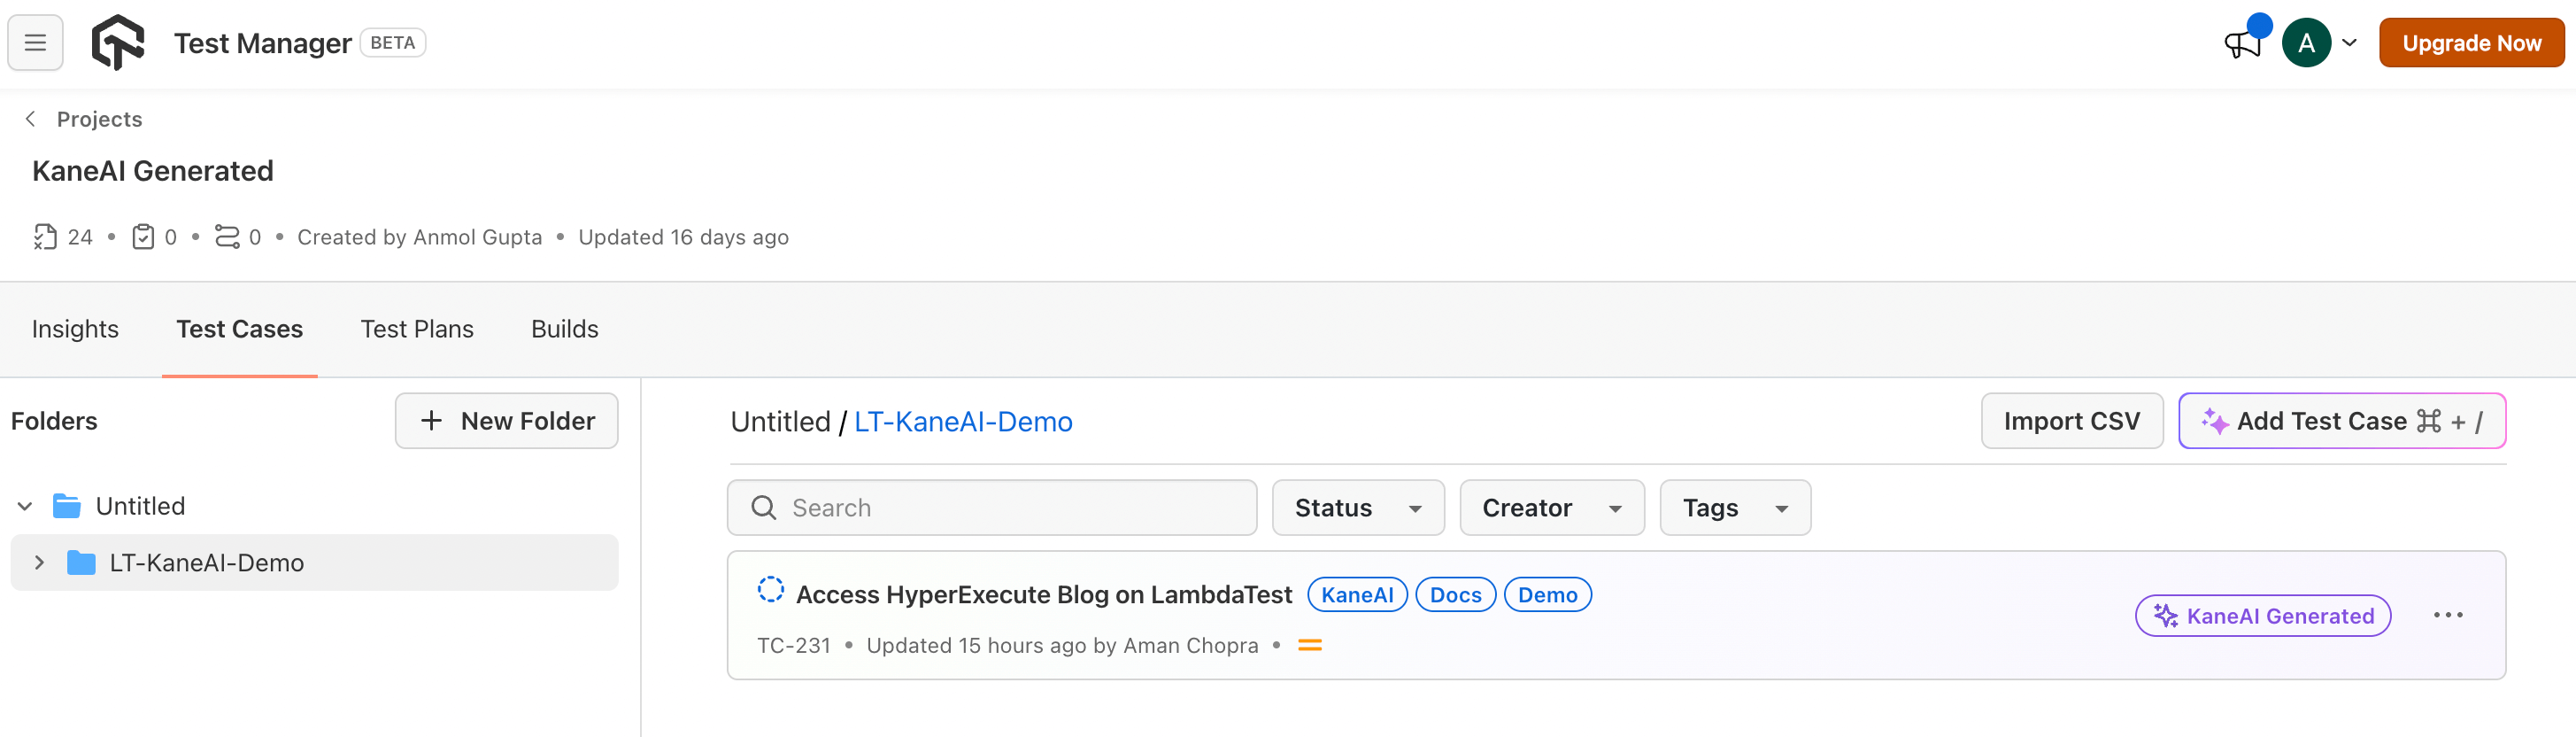 Test Manager BETA
A
Upgrade Now
Projects
KaneAI Generated
24 • 0 • 0 • Created by Anmol Gupta • Updated 16 days ago
Insights Test Cases Test Plans Builds
Folders
+ New Folder
Untitled
LT-KaneAI-Demo
Untitled / LT-KaneAI-Demo
Import CSV
Add Test Case ⌘ + /
Search
Status Creator Tags
Access HyperExecute Blog on LambdaTest KaneAI Docs Demo
TC-231 • Updated 15 hours ago by Aman Chopra •
KaneAI Generated